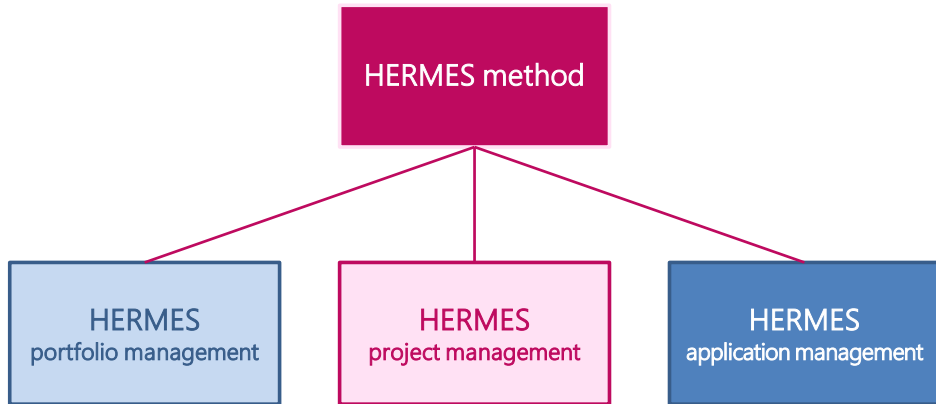 HERMES method
HERMES
portfolio management
HERMES
project management
HERMES
application management